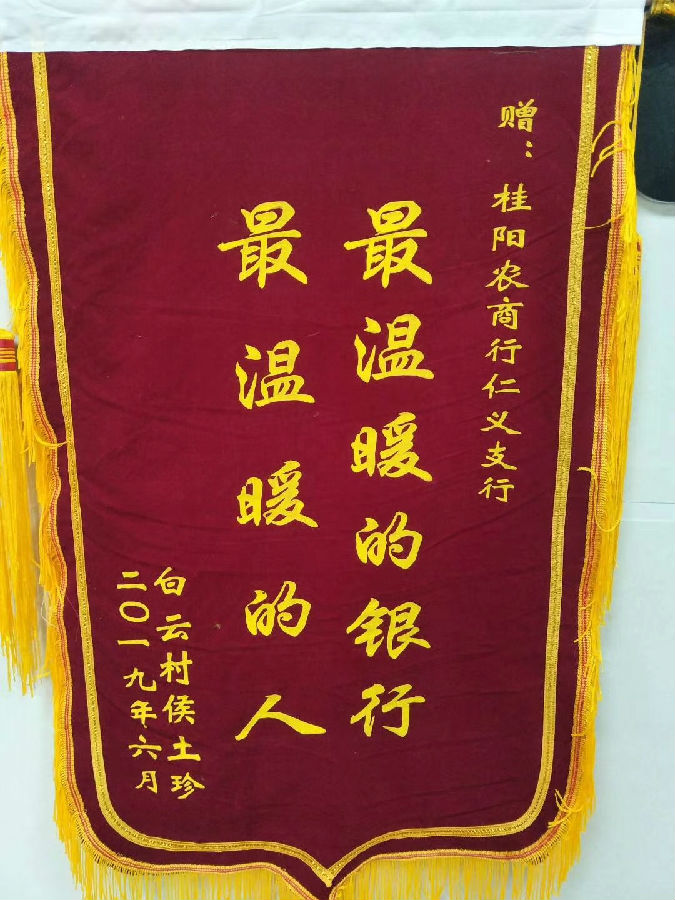 赠：桂阳农商行仁义支行
最温暖的银行
最温暖的人
白云村侯土珍
二〇一九年六月